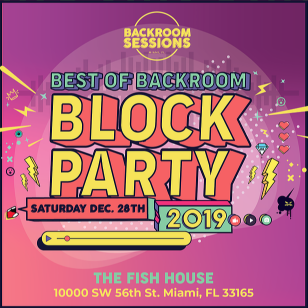 BACKROOM
SESSIONS
BEST OF BACKROOM
BLOCK
PARTY
SATURDAY DEC. 28TH
2019
THE FISH HOUSE
10000 SW 56th St. Miami, FL 33165